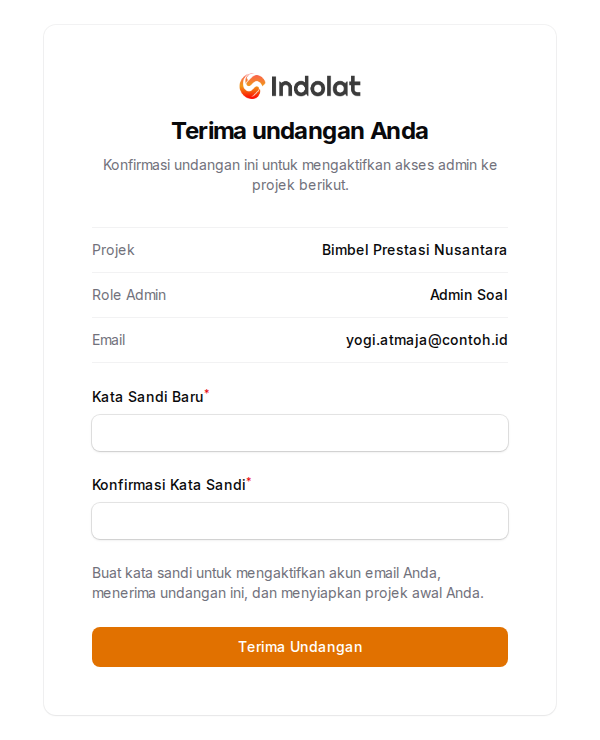 Indolat
Terima undangan Anda
Konfirmasi undangan ini untuk mengaktifkan akses admin ke
projek berikut.
Projek Bimbel Prestasi Nusantara
Role Admin Admin Soal
Email yogi.atmaja@contoh.id
Kata Sandi Baru*
Konfirmasi Kata Sandi*
Buat kata sandi untuk mengaktifkan akun email Anda,
menerima undangan ini, dan menyiapkan projek awal Anda.
Terima Undangan